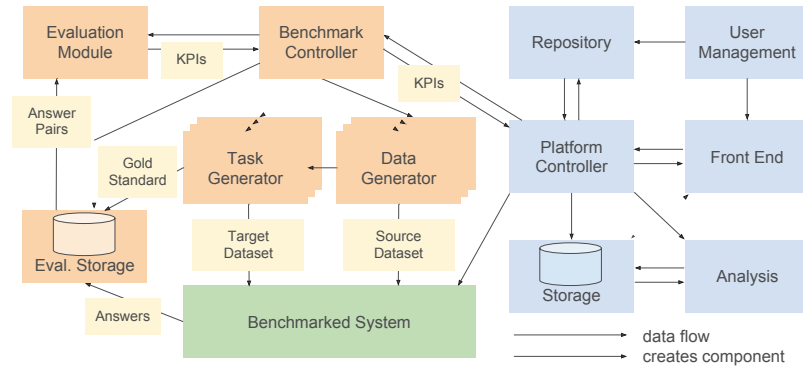 Evaluation
Module
KPIs
Benchmark
Controller
KPIs
Repository
User
Management
Answer
Pairs
Gold
Standard
Task
Generator
Data
Generator
Platform
Controller
Front End
Eval. Storage
Target
Dataset
Source
Dataset
Storage
Analysis
Answers
Benchmarked System
data flow
creates component